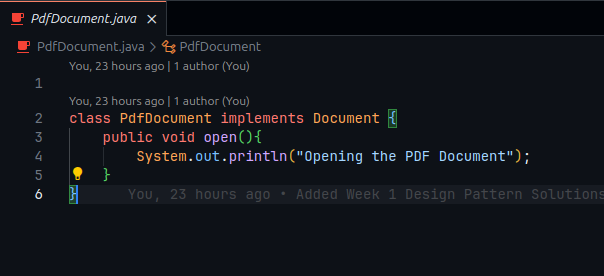 PdfDocument.java ×
PdfDocument.java > PdfDocument
You, 23 hours ago | 1 author (You)
1
You, 23 hours ago | 1 author (You)
2 class PdfDocument implements Document {
3     public void open(){
4         System.out.println("Opening the PDF Document");
5     }
6 } You, 23 hours ago • Added Week 1 Design Pattern Solutions